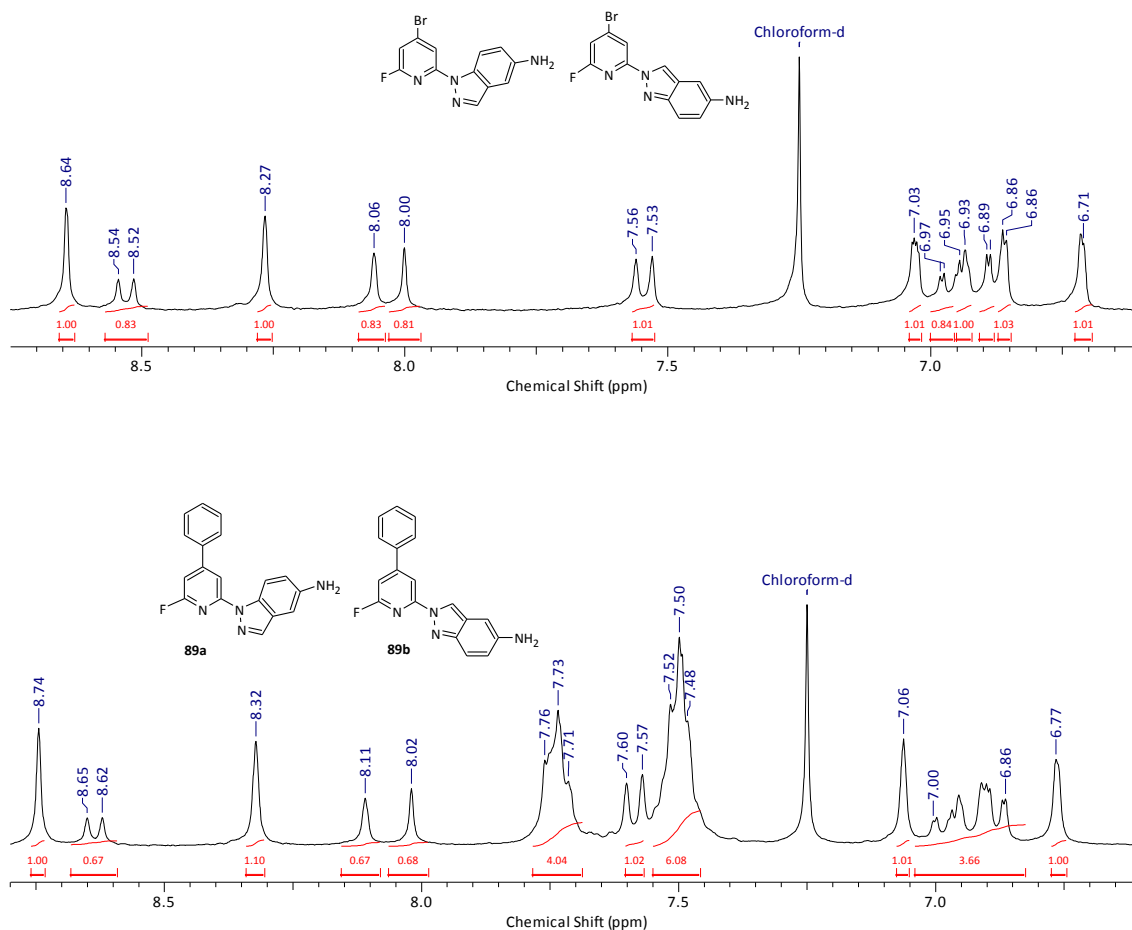 Br
Br
F
N
N
N
NH2
F
N
N
N
NH2
Chloroform-d
8.64
8.54
8.52
8.27
8.06
8.00
7.56
7.53
7.03
6.97
6.95
6.93
6.89
6.86
6.86
6.71
1.00 0.83 1.00 0.83 0.81 1.01 1.01 0.84 1.00 1.01 1.03 1.01
8.5 8.0 7.5 7.0
Chemical Shift (ppm)
F
N
N
N
NH2
89a
F
N
N
N
NH2
89b
Chloroform-d
8.74
8.65
8.62
8.32
8.11
8.02
7.76
7.73
7.71
7.60
7.57
7.52
7.50
7.48
7.06
7.00
6.86
6.77
1.00 0.67 1.10 0.67 0.68 4.04 1.02 6.08 1.01 3.66 1.00
8.5 8.0 7.5 7.0
Chemical Shift (ppm)